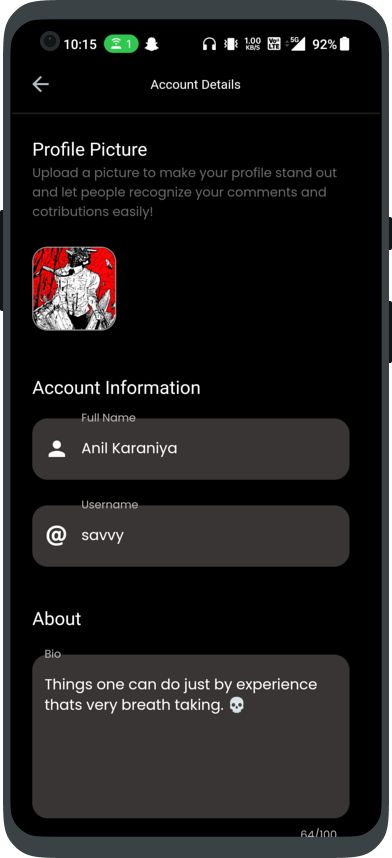 10:15 1 1.00 KB/S Vo LTE 5G 92%
Account Details
Profile Picture
Upload a picture to make your profile stand out
and let people recognize your comments and
cotributions easily!
Account Information
Full Name
Anil Karaniya
Username
@ savvy
About
Bio
Things one can do just by experience
thats very breath taking. 💀
64/100